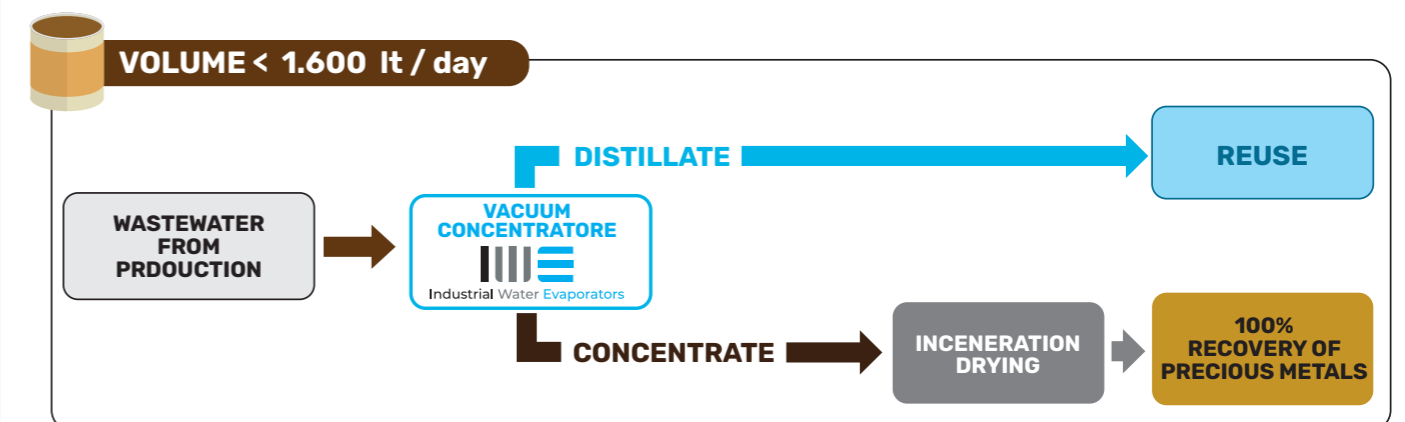 VOLUME < 1.600 lt / day
DISTILLATE
REUSE
WASTEWATER
FROM
PRDOUCTION
VACUUM
CONCENTRATORE
IWE
Industrial Water Evaporators
CONCENTRATE
INCENERATION
DRYING
100%
RECOVERY OF
PRECIOUS METALS